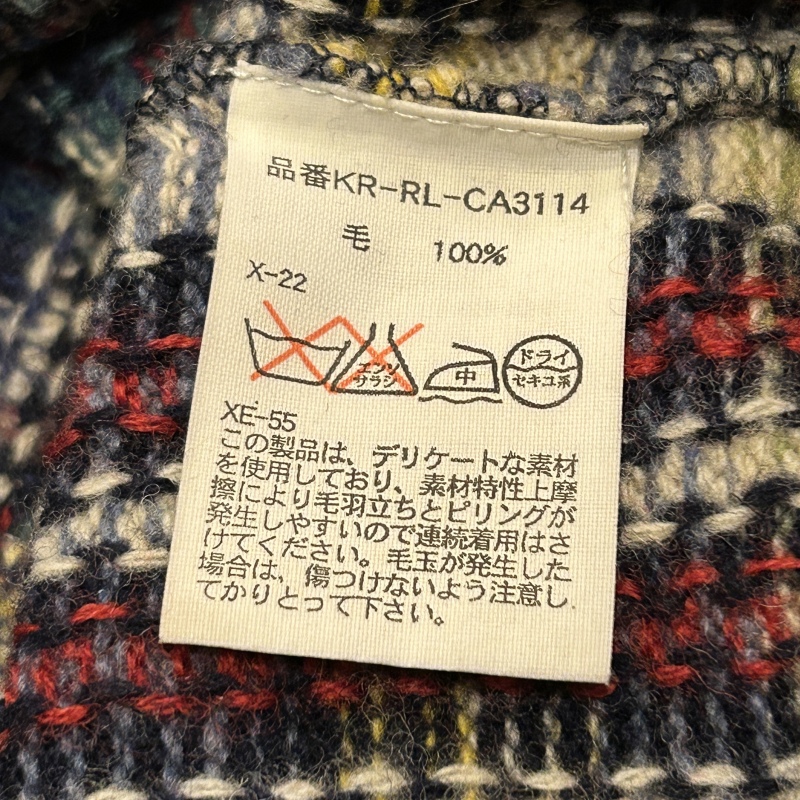 品番KR-RL-CA3114
毛 100%
X-22
エンソ
サラシ
中
ドライ
セキユ系
XE-55
この製品は、デリケートな素材
を使用しており、素材特性上摩
擦により毛羽立ちとピリングが
発生しやすいので連続着用はさ
けてください。毛玉が発生した
場合は、傷つけないよう注意し
てかりとって下さい。